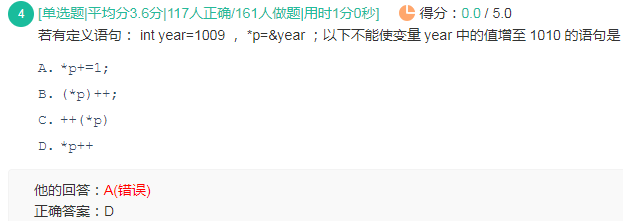 4 [单选题|平均分3.6分|117人正确/161人做题|用时1分0秒] 得分：0.0 / 5.0
若有定义语句： int year=1009 ， *p=&year ；以下不能使变量 year 中的值增至 1010 的语句是
A. *p+=1;
B. (*p)++;
C. ++(*p)
D. *p++
他的回答：A(错误)
正确答案：D